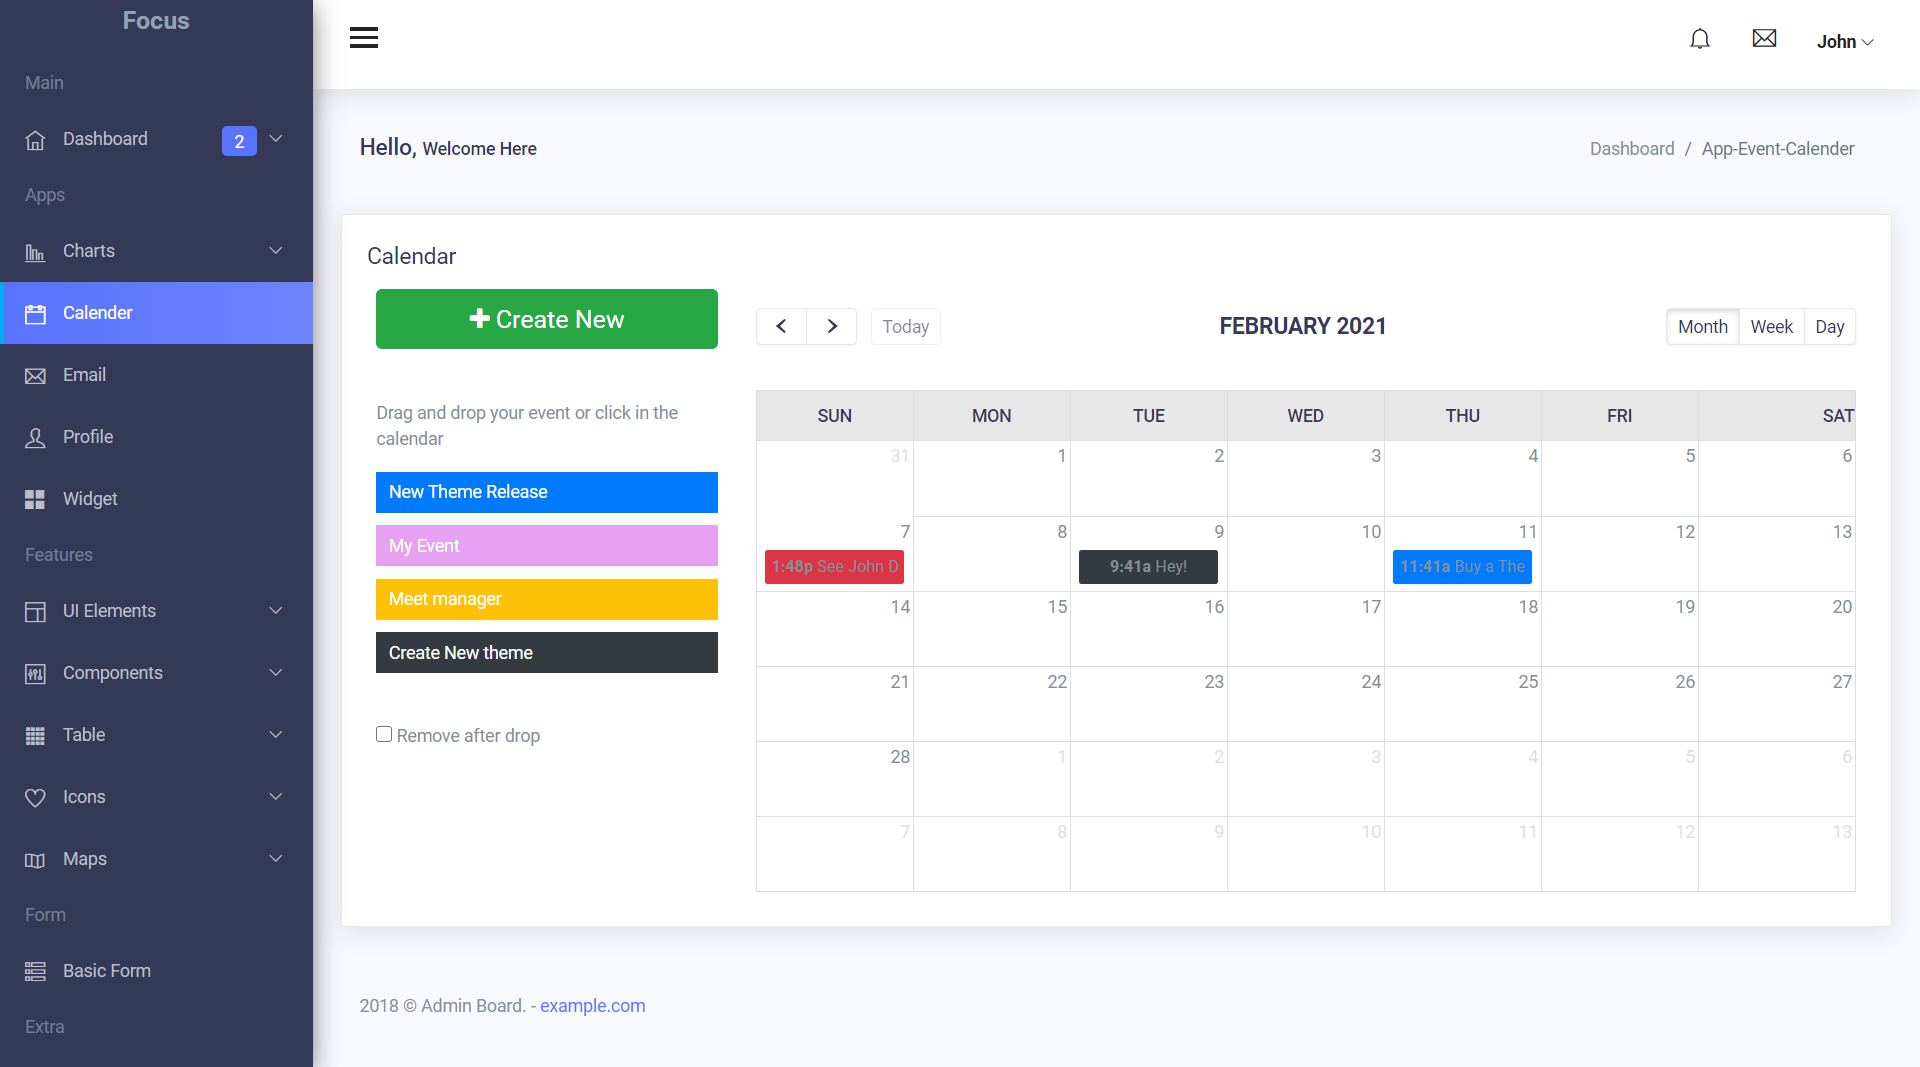 Focus
Main
Dashboard 2
Apps
Charts
Calender
Email
Profile
Widget
Features
UI Elements
Components
Table
Icons
Maps
Form
Basic Form
Extra
John
Hello, Welcome Here
Dashboard / App-Event-Calender
Calendar
Create New
Drag and drop your event or click in the
calendar
New Theme Release
My Event
Meet manager
Create New theme
Remove after drop
Today
FEBRUARY 2021
Month Week Day
SUN MON TUE WED THU FRI SAT
31 1 2 3 4 5 6
7 8 9 10 11 12 13
1:48p See John D 9:41a Hey! 11:41a Buy a The
14 15 16 17 18 19 20
21 22 23 24 25 26 27
28 1 2 3 4 5 6
7 8 9 10 11 12 13
2018 © Admin Board. - example.com